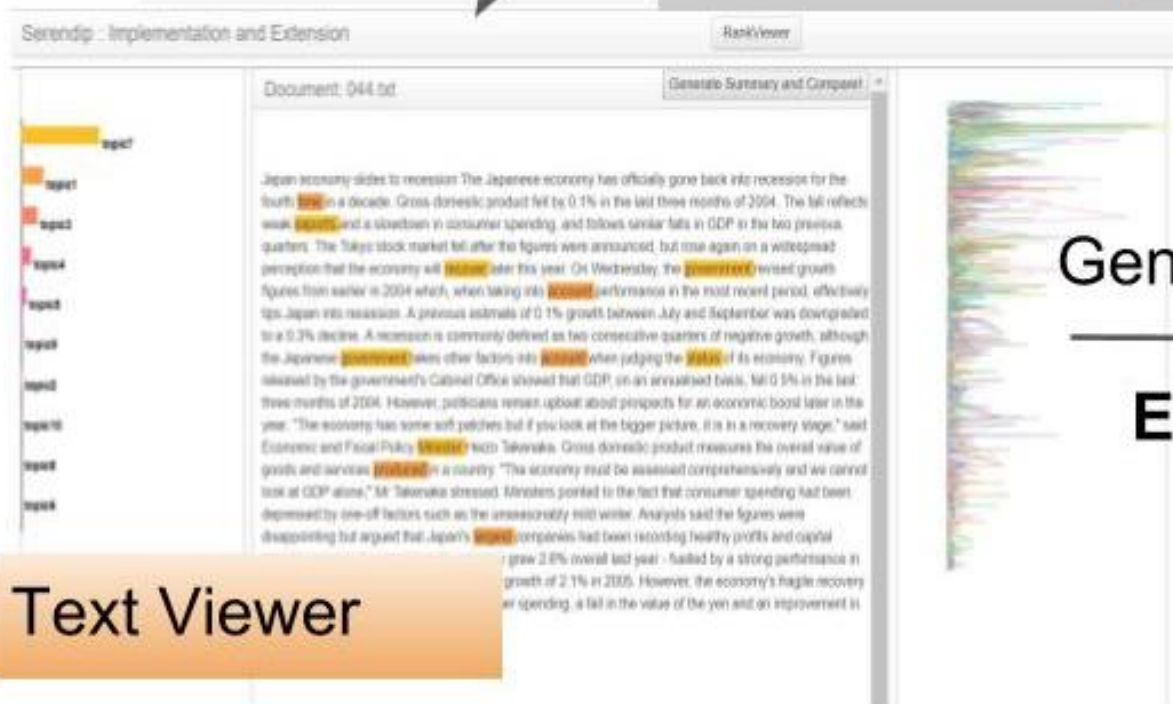 Serendip : Implementation and Extension
RankViewer
Document: 044.txt
Generate Summary and Compare!
topic7
topic1
topic3
topic4
Japan economy slides to recession The Japanese economy has officially gone back into recession for the
fourth time in a decade. Gross domestic product fell by 0.1% in the last three months of 2004. The fall reflects
weak exports and a slowdown in consumer spending, and follows similar falls in GDP in the two previous
quarters. The Tokyo stock market fell after the figures were announced, but rose again on a widespread
perception that the economy will recover later this year. On Wednesday, the government revised growth
figures from earlier in 2004 which, when taking into account performance in the most recent period, effectively
tips Japan into recession. A previous estimate of 0.1% growth between July and September was downgraded
to a 0.3% decline. A recession is commonly defined as two consecutive quarters of negative growth, although
the Japanese government takes other factors into account when judging the status of its economy. Figures
released by the government's Cabinet Office showed that GDP, on an annualised basis, fell 0.5% in the last
three months of 2004. However, politicians remain upbeat about prospects for an economic boost later in the
year. "The economy has some soft patches but if you look at the bigger picture, it is in a recovery stage," said
Economic and Fiscal Policy Minister Heizo Takenaka. Gross domestic product measures the overall value of
goods and services produced in a country. "The economy must be assessed comprehensively and we cannot
look at GDP alone," Mr Takenaka stressed. Ministers pointed to the fact that consumer spending had been
depressed by one-off factors such as the unseasonably mild winter. Analysts said the figures were
disappointing but argued that Japan's largest companies had been recording healthy profits and capital
grew 2.8% overall last year - fuelled by a strong performance in
growth of 2.1% in 2005. However, the economy's fragile recovery
er spending, a fall in the value of the yen and an improvement in
Text Viewer
Gen
E